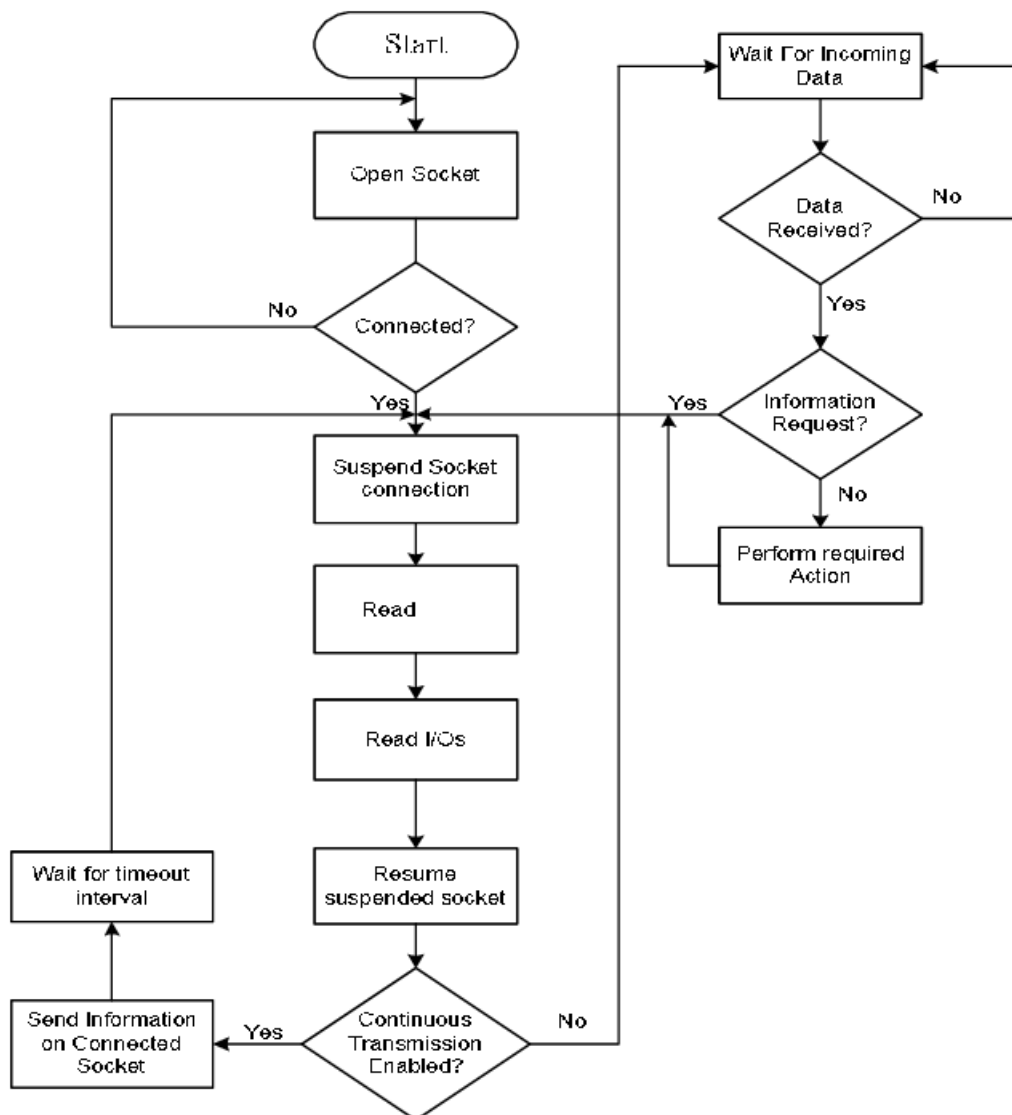 Start
Open Socket
No
Connected?
Yes
Suspend Socket
connection
Read
Read I/Os
Resume
suspended socket
Continuous
Transmission
Enabled?
Yes
Send Information
on Connected
Socket
Wait for timeout
interval
No
Wait For Incoming
Data
Data
Received?
No
Yes
Information
Request?
Yes
No
Perform required
Action